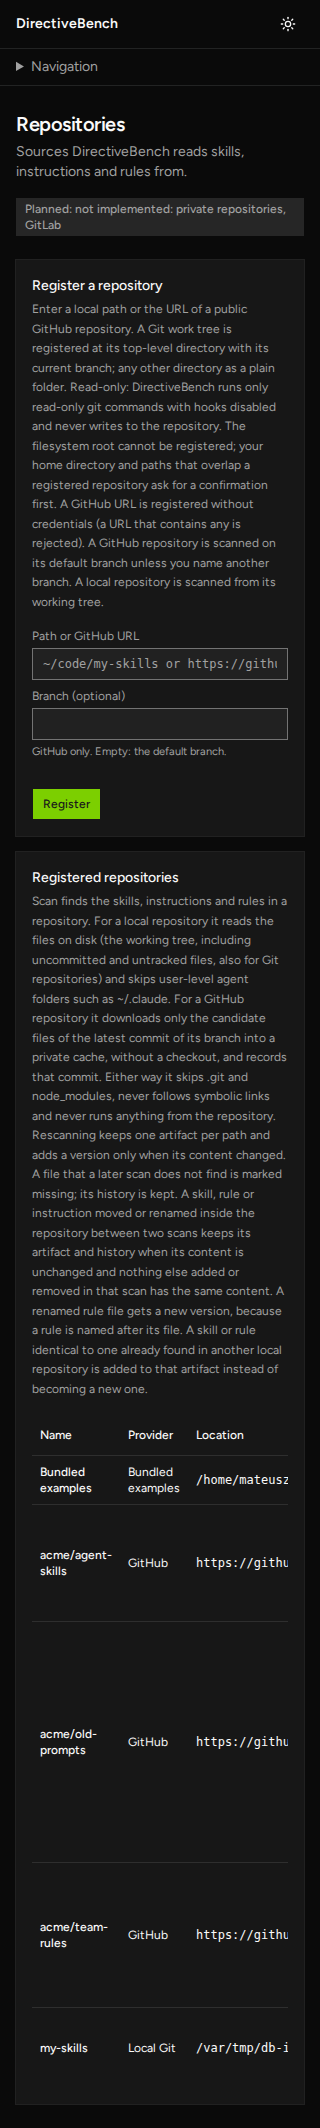 DirectiveBench
Navigation
Repositories
Sources DirectiveBench reads skills,
instructions and rules from.
Planned: not implemented: private repositories,
GitLab
Register a repository
Enter a local path or the URL of a public
GitHub repository. A Git work tree is
registered at its top-level directory with its
current branch; any other directory as a plain
folder. Read-only: DirectiveBench runs only
read-only git commands with hooks disabled
and never writes to the repository. The
filesystem root cannot be registered; your
home directory and paths that overlap a
registered repository ask for a confirmation
first. A GitHub URL is registered without
credentials (a URL that contains any is
rejected). A GitHub repository is scanned on
its default branch unless you name another
branch. A local repository is scanned from its
working tree.
Path or GitHub URL
~/code/my-skills or https://githu
Branch (optional)
GitHub only. Empty: the default branch.
Register
Registered repositories
Scan finds the skills, instructions and rules in a
repository. For a local repository it reads the
files on disk (the working tree, including
uncommitted and untracked files, also for Git
repositories) and skips user-level agent
folders such as ~/.claude. For a GitHub
repository it downloads only the candidate
files of the latest commit of its branch into a
private cache, without a checkout, and records
that commit. Either way it skips .git and
node_modules, never follows symbolic links
and never runs anything from the repository.
Rescanning keeps one artifact per path and
adds a version only when its content changed.
A file that a later scan does not find is marked
missing; its history is kept. A skill, rule or
instruction moved or renamed inside the
repository between two scans keeps its
artifact and history when its content is
unchanged and nothing else added or
removed in that scan has the same content. A
renamed rule file gets a new version, because
a rule is named after its file. A skill or rule
identical to one already found in another local
repository is added to that artifact instead of
becoming a new one.
Name Provider Location
Bundled examples Bundled examples /home/mateusz
acme/agent-skills GitHub https://githu
acme/old-prompts GitHub https://githu
acme/team-rules GitHub https://githu
my-skills Local Git /var/tmp/db-i